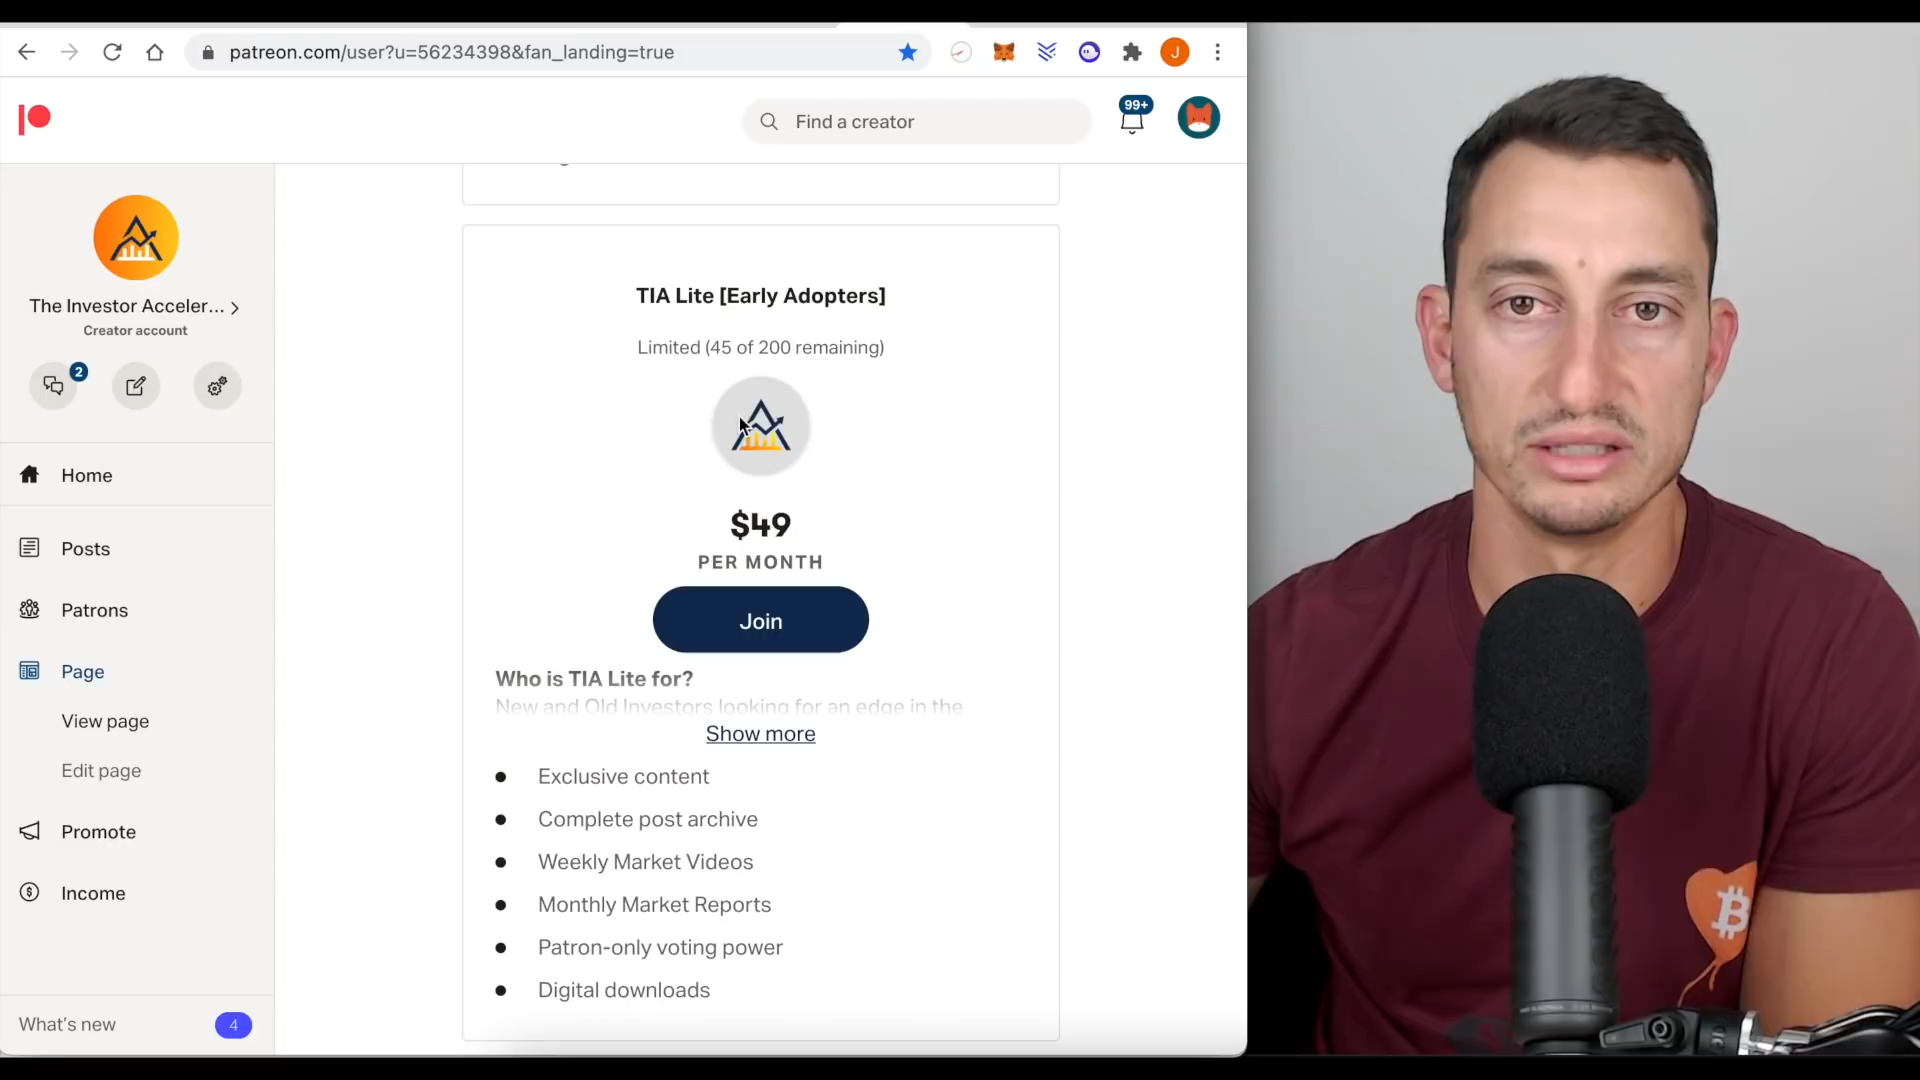 patreon.com/user?u=56234398&fan_landing=true
J
Find a creator
99+
The Investor Acceler...
Creator account
2
Home
Posts
Patrons
Page
View page
Edit page
Promote
Income
What's new
4
TIA Lite [Early Adopters]
Limited (45 of 200 remaining)
$49
PER MONTH
Join
Who is TIA Lite for?
New and Old Investors looking for an edge in the
Show more
Exclusive content
Complete post archive
Weekly Market Videos
Monthly Market Reports
Patron-only voting power
Digital downloads